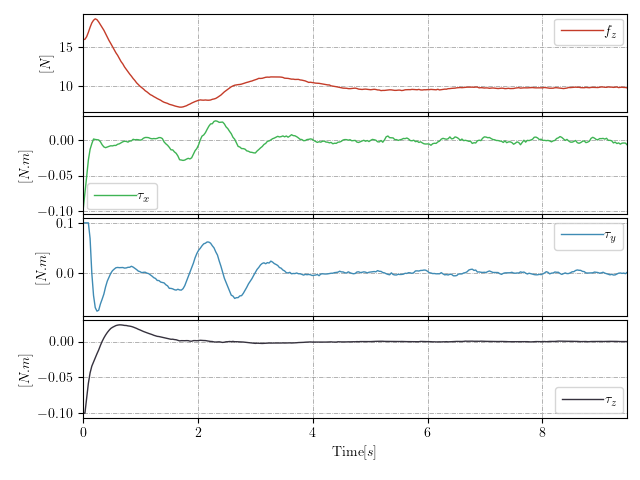 15
10
[N]
f_z
0.00
−0.05
−0.10
[N.m]
τ_x
0.1
0.0
[N.m]
τ_y
0.00
−0.05
−0.10
[N.m]
τ_z
0 2 4 6 8
Time[s]